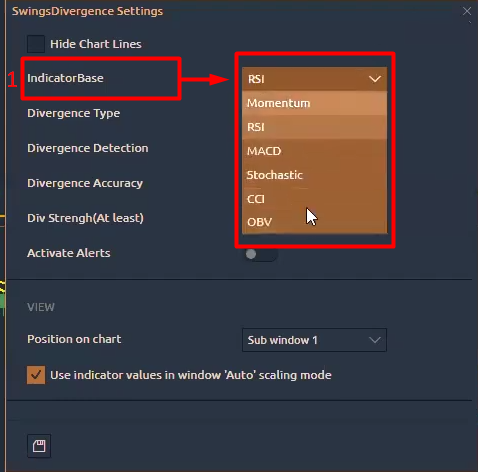 SwingsDivergence Settings
Hide Chart Lines
1 IndicatorBase
RSI
Momentum
RSI
MACD
Stochastic
CCI
OBV
Divergence Type
Divergence Detection
Divergence Accuracy
Div Strengh(At least)
Activate Alerts
VIEW
Position on chart
Sub window 1
Use indicator values in window 'Auto' scaling mode